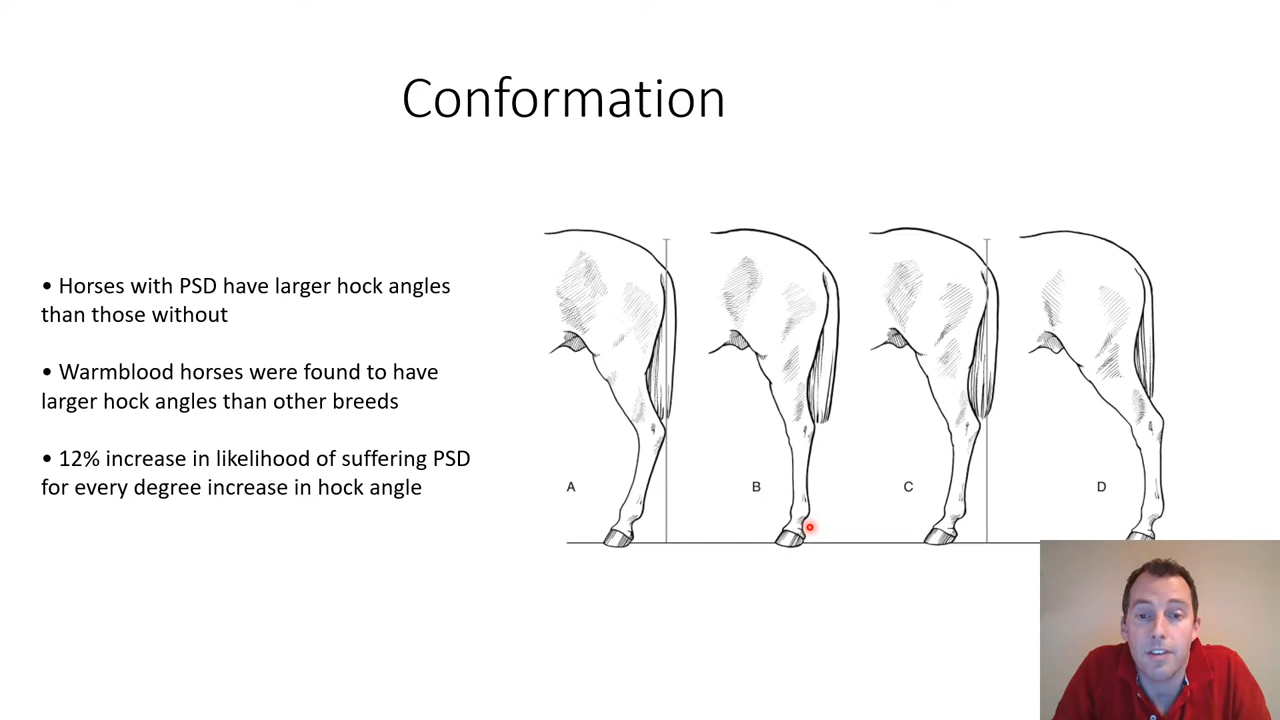 Conformation
• Horses with PSD have larger hock angles
than those without
• Warmblood horses were found to have
larger hock angles than other breeds
• 12% increase in likelihood of suffering PSD
for every degree increase in hock angle
A
B
C
D